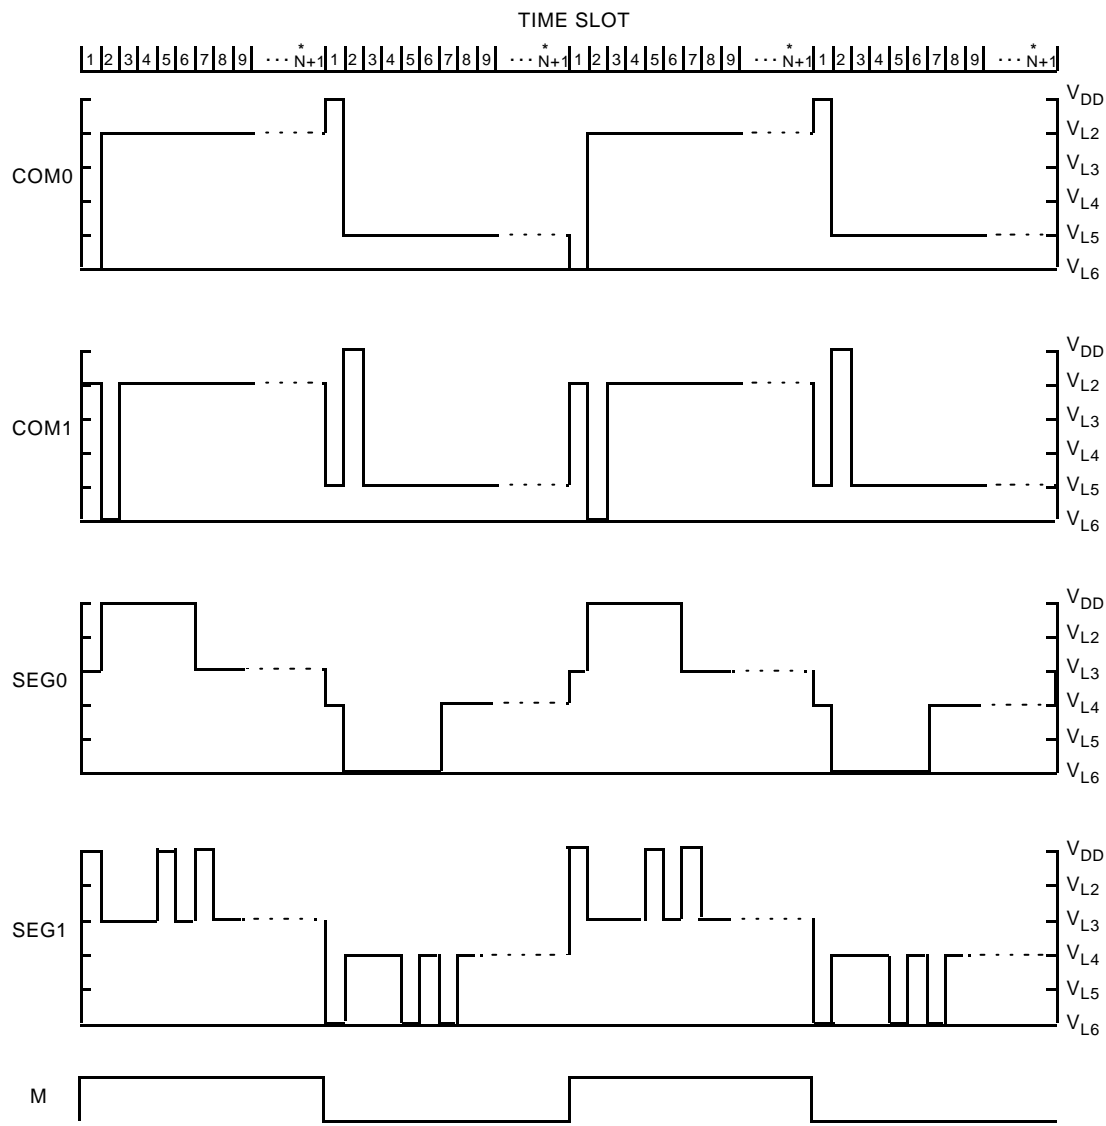 TIME SLOT
1 2 3 4 5 6 7 8 9 ··· *N+1 1 2 3 4 5 6 7 8 9 ··· *N+1 1 2 3 4 5 6 7 8 9 ··· *N+1 1 2 3 4 5 6 7 8 9 ··· *N+1
COM0
VDD
VL2
VL3
VL4
VL5
VL6
COM1
VDD
VL2
VL3
VL4
VL5
VL6
SEG0
VDD
VL2
VL3
VL4
VL5
VL6
SEG1
VDD
VL2
VL3
VL4
VL5
VL6
M